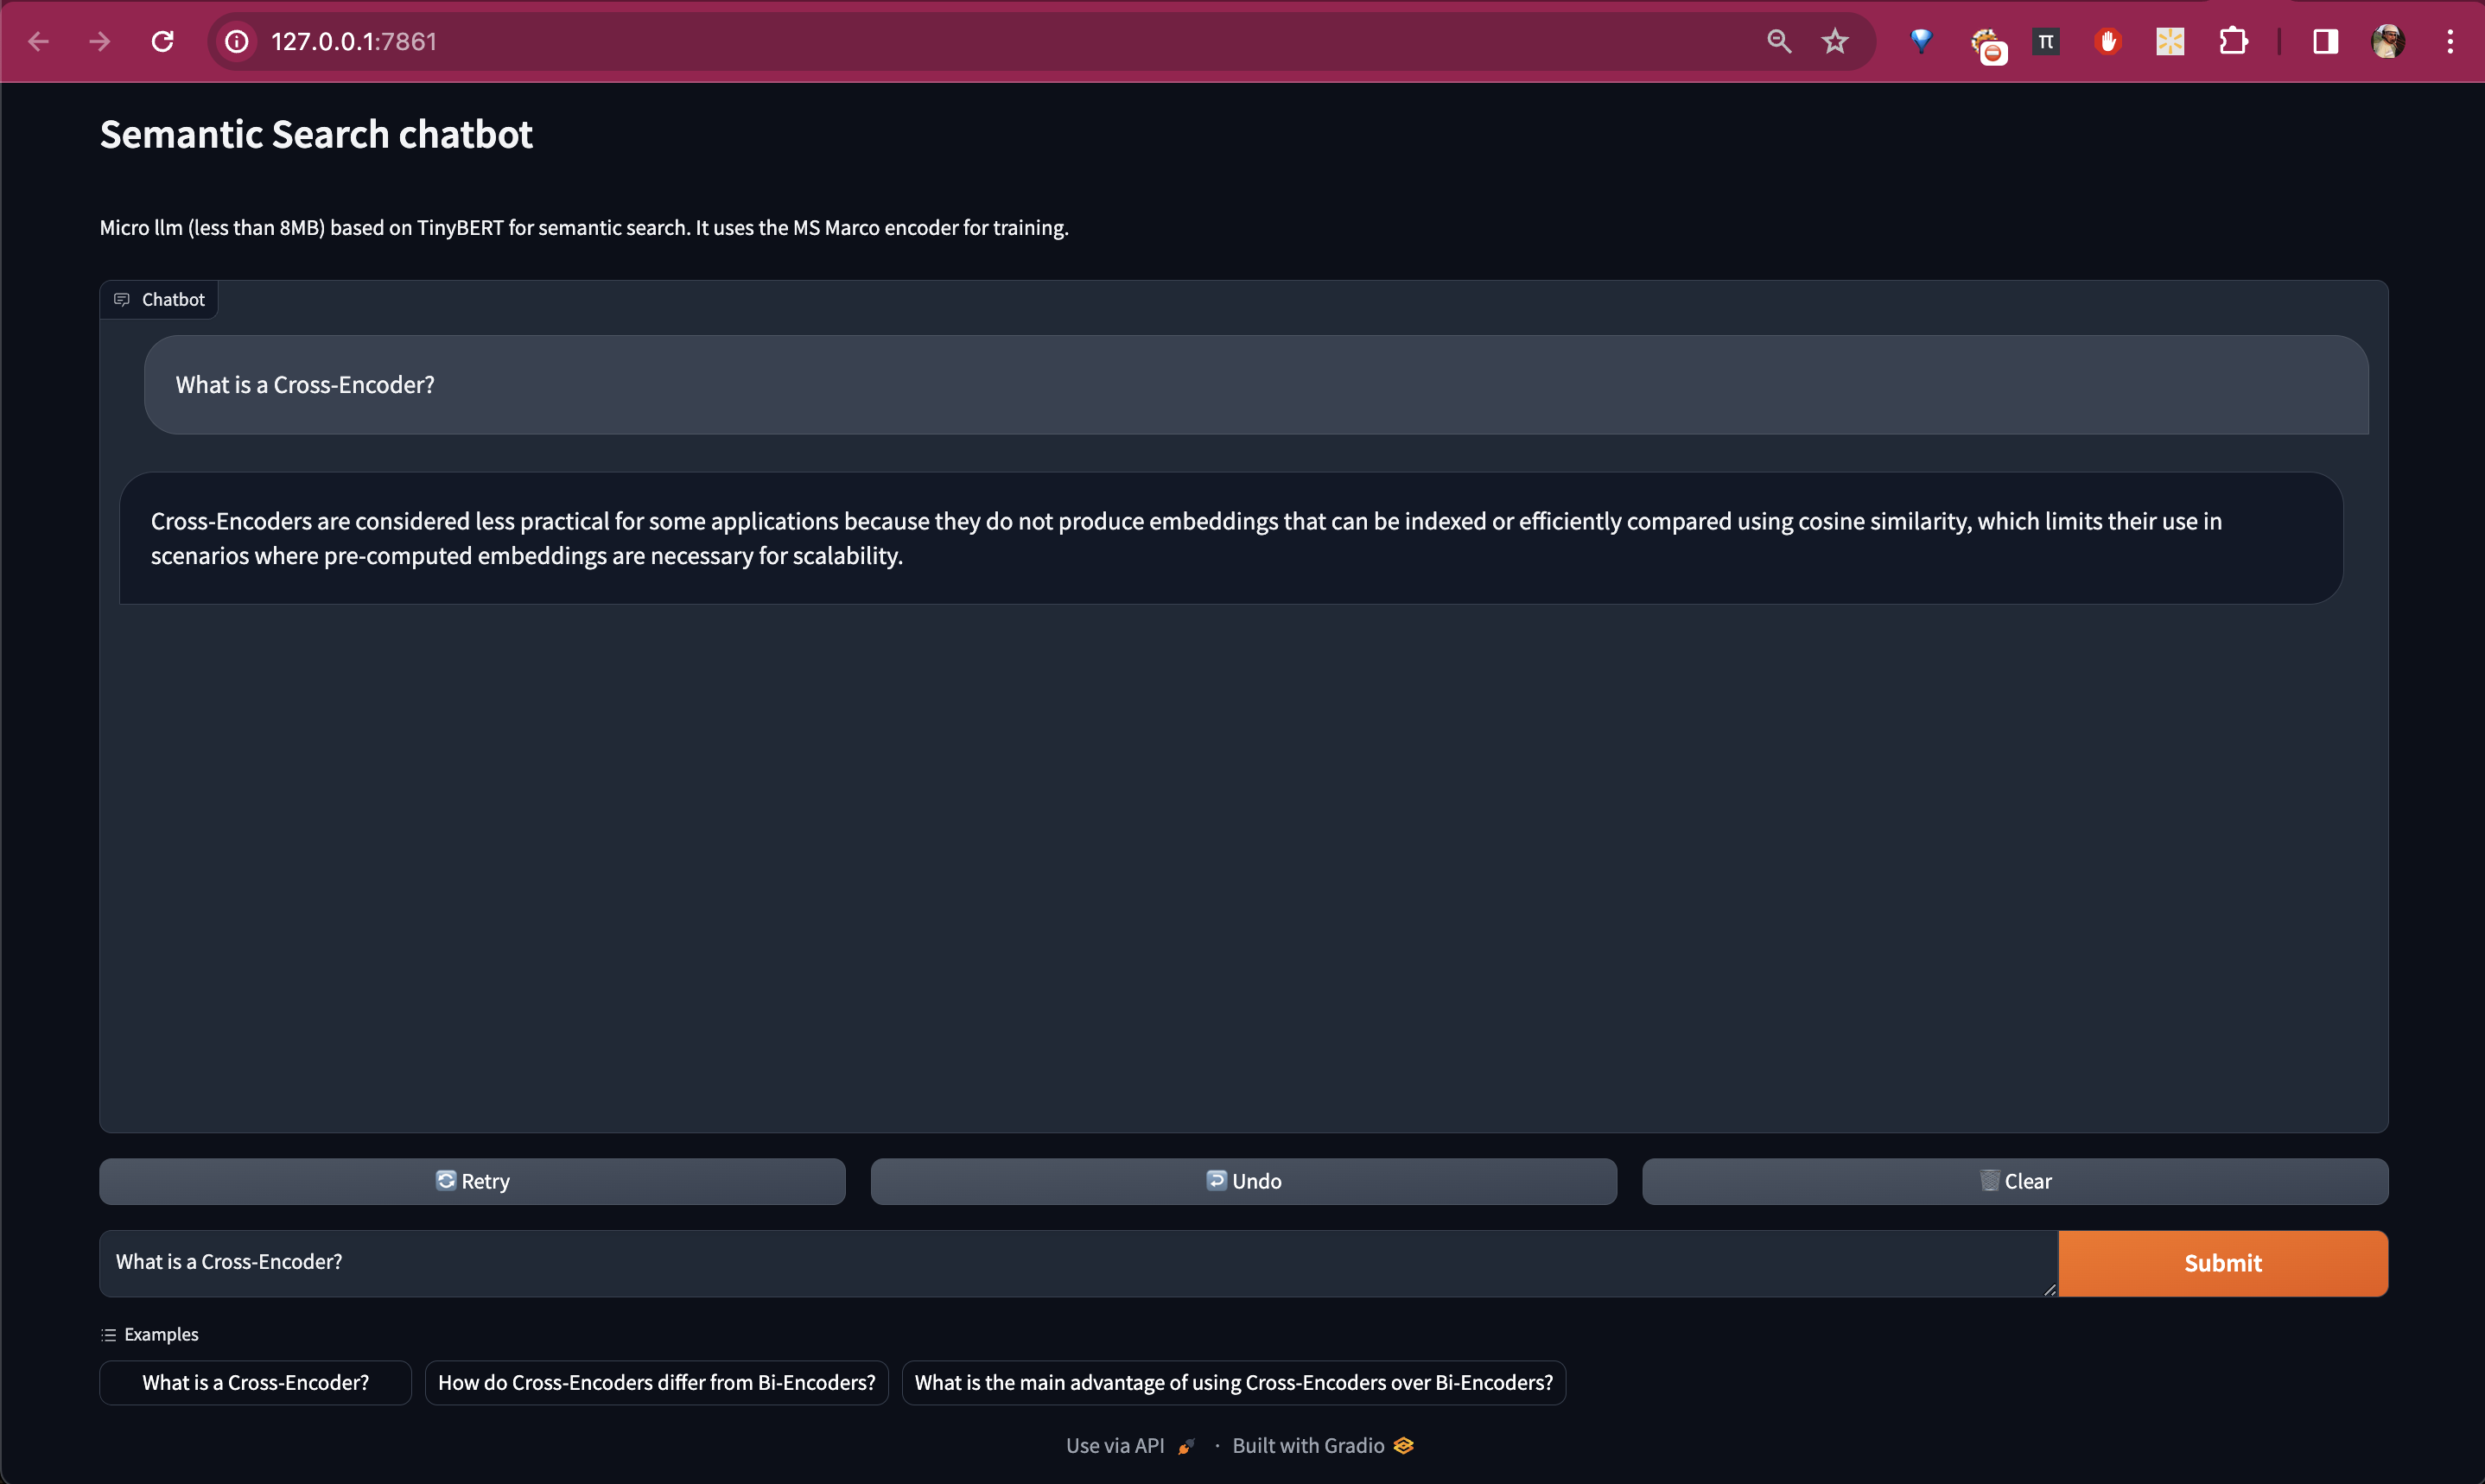 127.0.0.1:7861
π
Semantic Search chatbot
Micro llm (less than 8MB) based on TinyBERT for semantic search. It uses the MS Marco encoder for training.
Chatbot
What is a Cross-Encoder?
Cross-Encoders are considered less practical for some applications because they do not produce embeddings that can be indexed or efficiently compared using cosine similarity, which limits their use in
scenarios where pre-computed embeddings are necessary for scalability.
Retry Undo Clear
What is a Cross-Encoder? Submit
Examples
What is a Cross-Encoder? How do Cross-Encoders differ from Bi-Encoders? What is the main advantage of using Cross-Encoders over Bi-Encoders?
Use via API · Built with Gradio